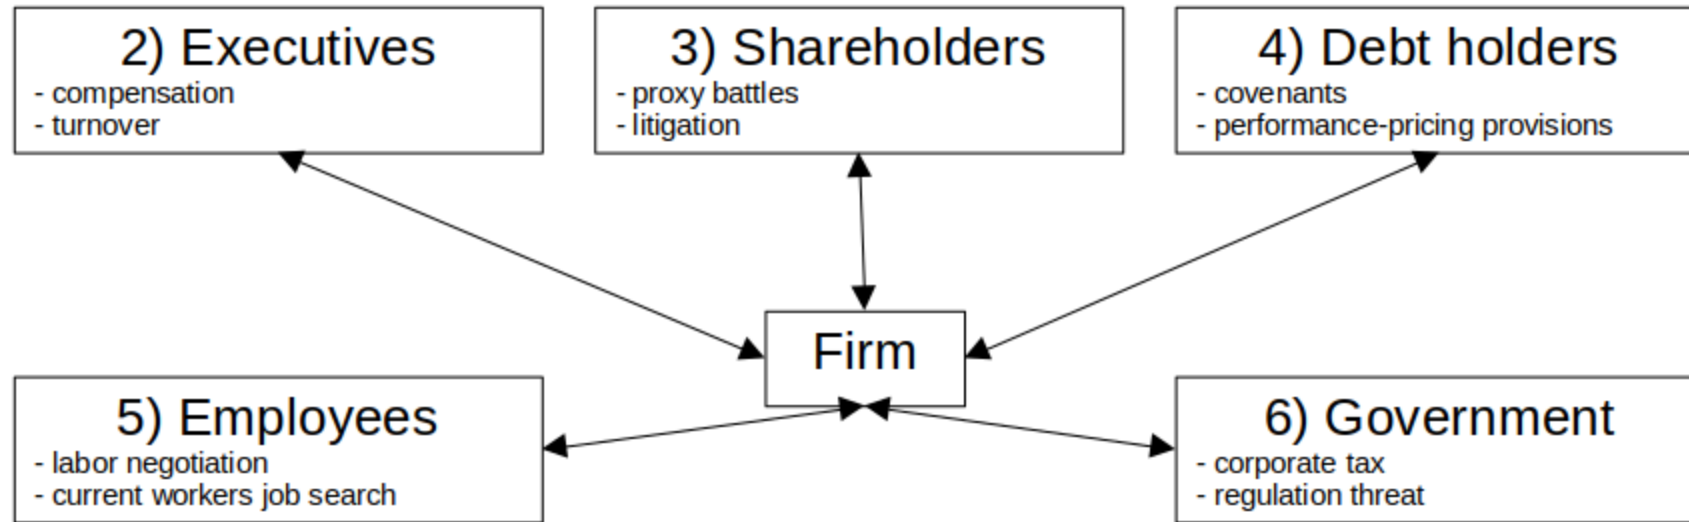 2) Executives
- compensation
- turnover
3) Shareholders
- proxy battles
- litigation
4) Debt holders
- covenants
- performance-pricing provisions
Firm
5) Employees
- labor negotiation
- current workers job search
6) Government
- corporate tax
- regulation threat